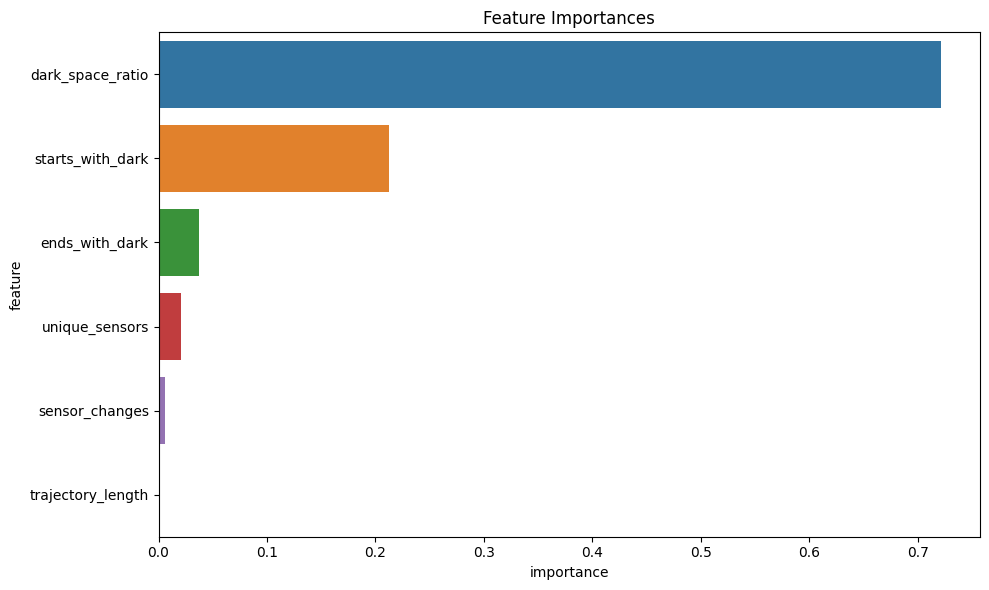 Feature Importances
feature
dark_space_ratio
starts_with_dark
ends_with_dark
unique_sensors
sensor_changes
trajectory_length
0.0 0.1 0.2 0.3 0.4 0.5 0.6 0.7
importance